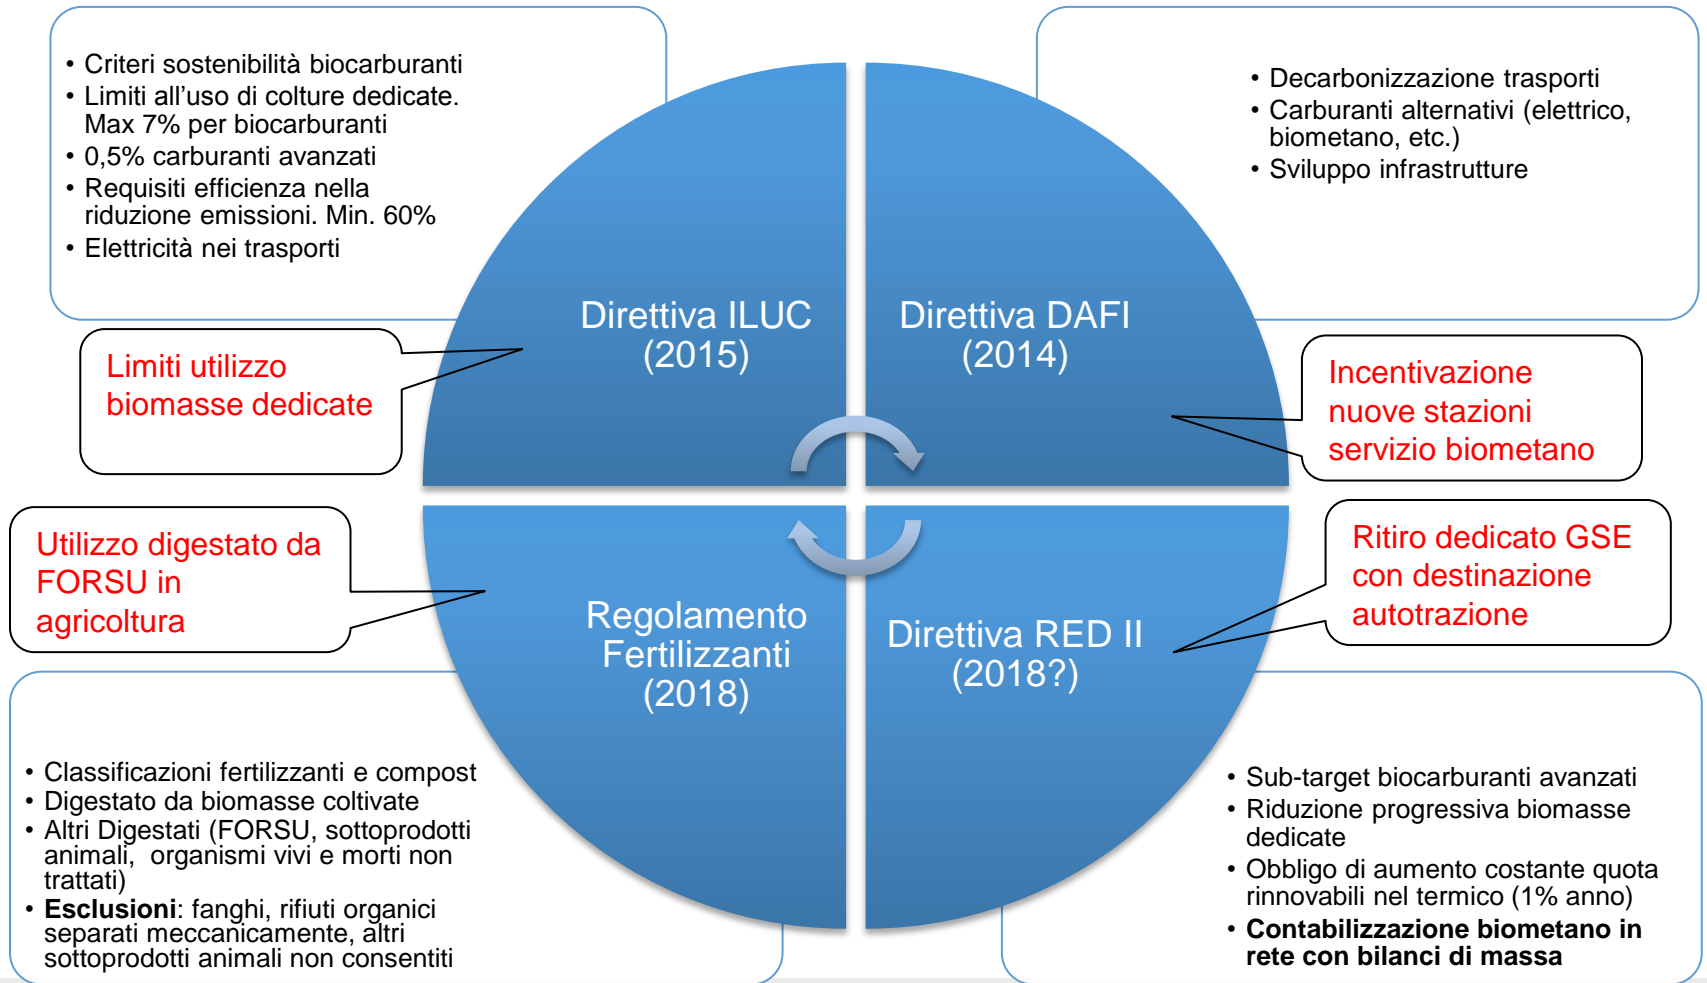 • Criteri sostenibilità biocarburanti
• Limiti all'uso di colture dedicate.
Max 7% per biocarburanti
• 0,5% carburanti avanzati
• Requisiti efficienza nella
riduzione emissioni. Min. 60%
• Elettricità nei trasporti
• Decarbonizzazione trasporti
• Carburanti alternativi (elettrico,
biometano, etc.)
• Sviluppo infrastrutture
Direttiva ILUC
(2015)
Direttiva DAFI
(2014)
Limiti utilizzo
biomasse dedicate
Incentivazione
nuove stazioni
servizio biometano
Utilizzo digestato da
FORSU in
agricoltura
Ritiro dedicato GSE
con destinazione
autotrazione
Regolamento
Fertilizzanti
(2018)
Direttiva RED II
(2018?)
• Classificazioni fertilizzanti e compost
• Digestato da biomasse coltivate
• Altri Digestati (FORSU, sottoprodotti
animali, organismi vivi e morti non
trattati)
• Esclusioni: fanghi, rifiuti organici
separati meccanicamente, altri
sottoprodotti animali non consentiti
• Sub-target biocarburanti avanzati
• Riduzione progressiva biomasse
dedicate
• Obbligo di aumento costante quota
rinnovabili nel termico (1% anno)
• Contabilizzazione biometano in
rete con bilanci di massa